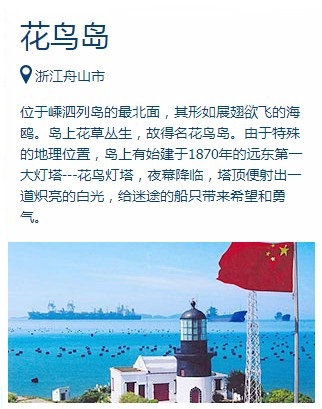 花鸟岛
浙江舟山市
位于嵊泗列岛的最北面，其形如展翅欲飞的海
鸥。岛上花草丛生，故得名花鸟岛。由于特殊
的地理位置，岛上有始建于1870年的远东第一
大灯塔---花鸟灯塔，夜幕降临，塔顶便射出一
道炽亮的白光，给迷途的船只带来希望和勇
气。